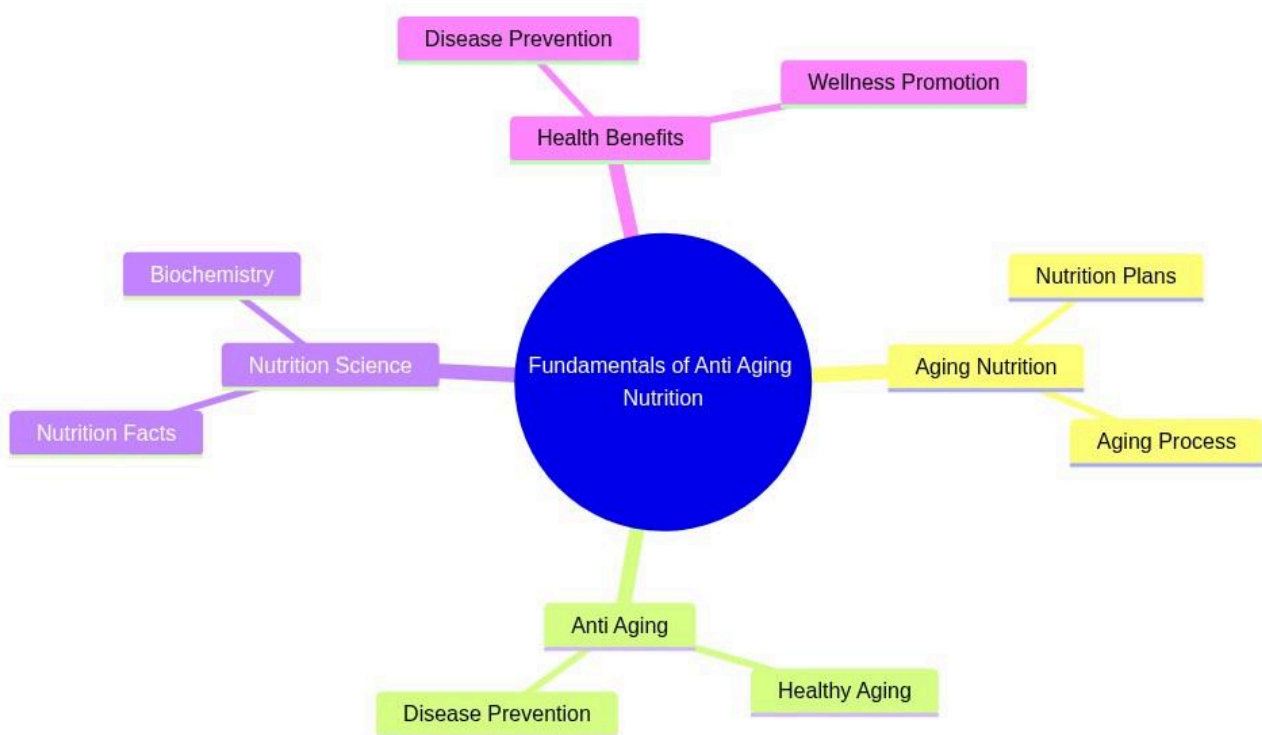 Disease Prevention
Wellness Promotion
Health Benefits
Biochemistry
Nutrition Plans
Nutrition Science
Fundamentals of Anti Aging
Nutrition
Aging Nutrition
Nutrition Facts
Aging Process
Anti Aging
Healthy Aging
Disease Prevention